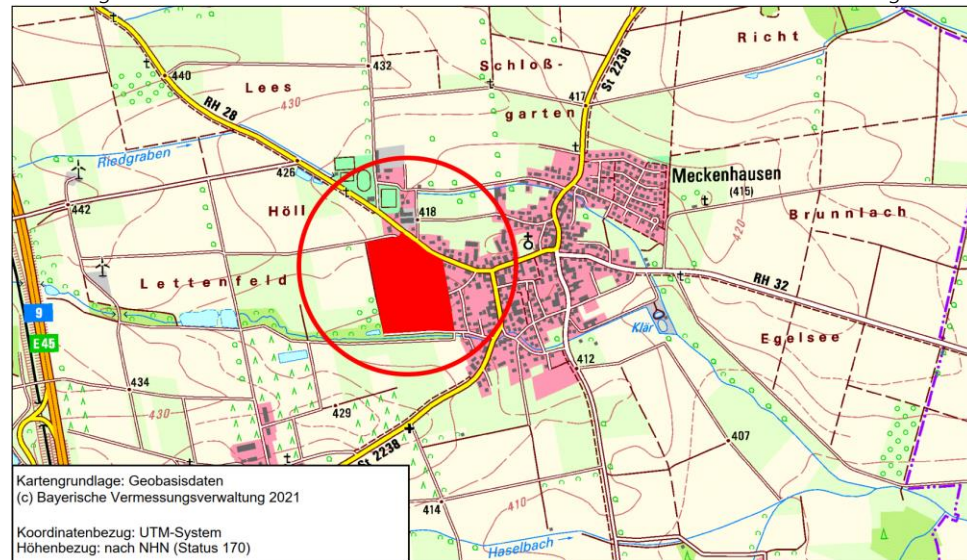 Richt
440
432
Schloß-
Lees
430
RH 28
417
St 2238
garten
Riedgraben
426
Meckenhausen
(415)
442
Höll
418
Brunnlach
420
Lettenfeld
RH 32
9
E 45
Klär
Egelsee
412
434
430
429
407
St 2238
410
414
Haselbach
Kartengrundlage: Geobasisdaten
(c) Bayerische Vermessungsverwaltung 2021
Koordinatenbezug: UTM-System
Höhenbezug: nach NHN (Status 170)